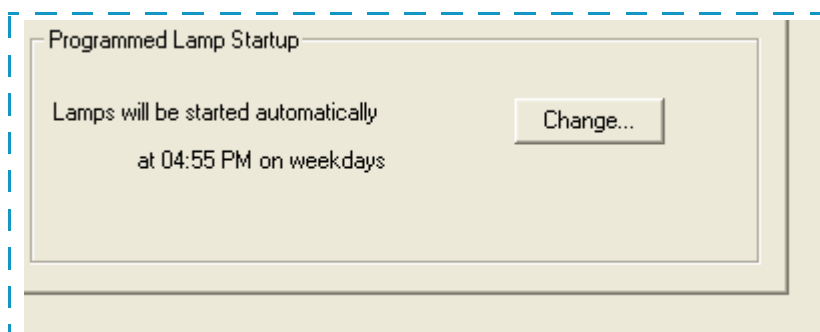 Programmed Lamp Startup
Lamps will be started automatically
Change...
at 04:55 PM on weekdays